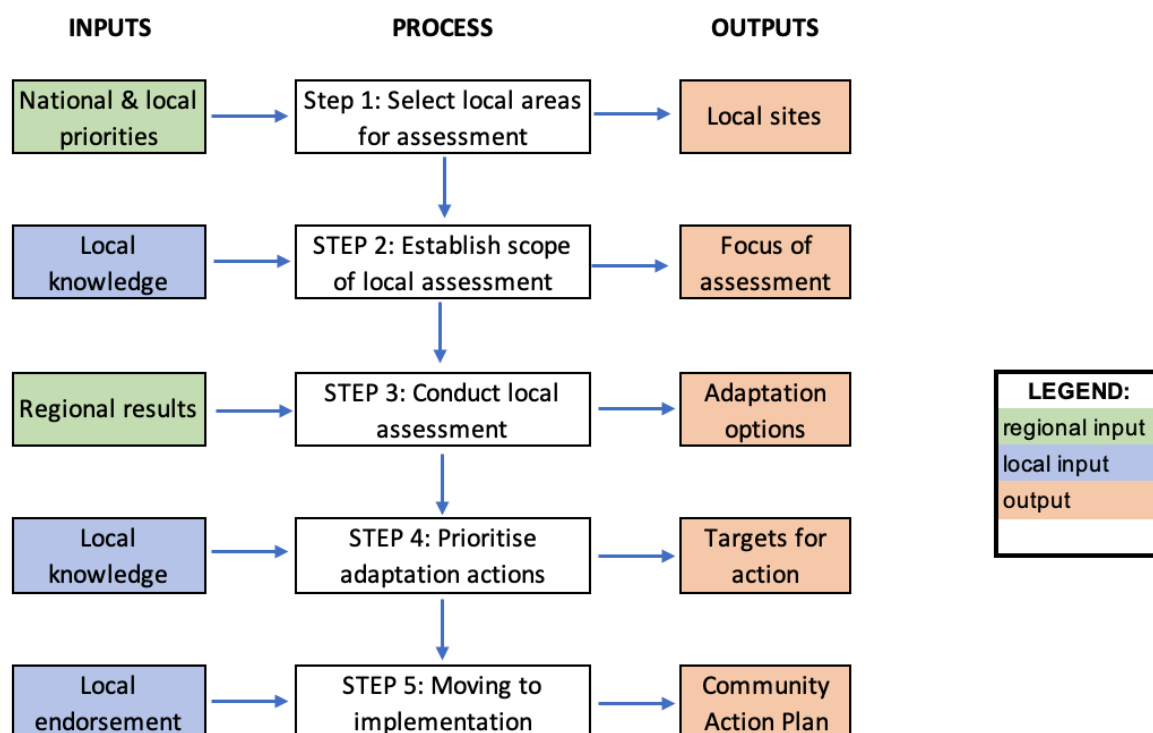 INPUTS
PROCESS
OUTPUTS
National & local
priorities
Step 1: Select local areas
for assessment
Local sites
Local
knowledge
STEP 2: Establish scope
of local assessment
Focus of
assessment
Regional results
STEP 3: Conduct local
assessment
Adaptation
options
LEGEND:
regional input
local input
output
Local
knowledge
STEP 4: Prioritise
adaptation actions
Targets for
action
Local
endorsement
STEP 5: Moving to
implementation
Community
Action Plan